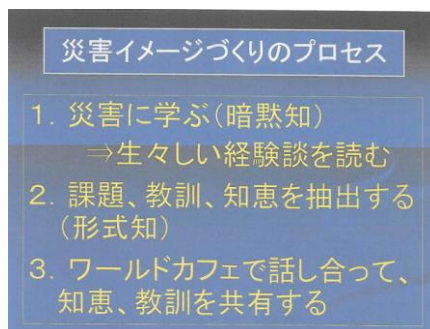 災害イメージづくりのプロセス
1. 災害に学ぶ(暗黙知)
⇒生々しい経験談を読む
2. 課題、教訓、知恵を抽出する
(形式知)
3. ワールドカフェで話し合って、
知恵、教訓を共有する